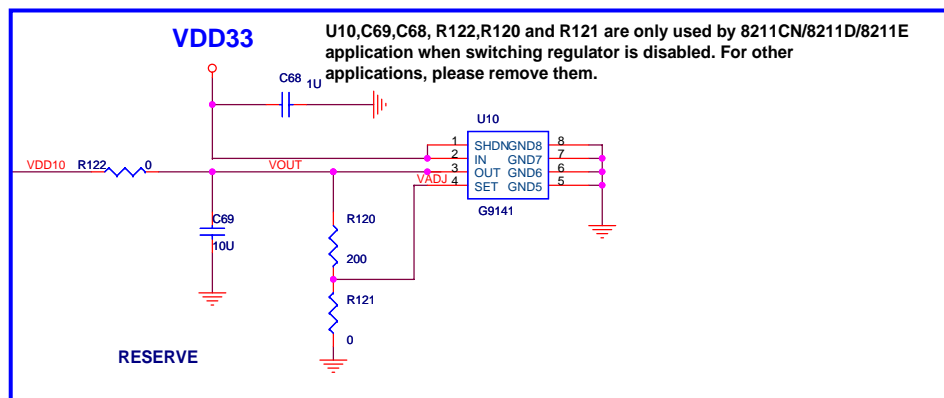 U10,C69,C68, R122,R120 and R121 are only used by 8211CN/8211D/8211E
application when switching regulator is disabled. For other
applications, please remove them.
VDD33
C68
1U
U10
1 SHDN GND8 8
2 IN GND7 7
3 OUT GND6 6
4 SET GND5 5
G9141
VDD10
R122
0
VOUT
VADJ
C69
10U
R120
200
R121
0
RESERVE